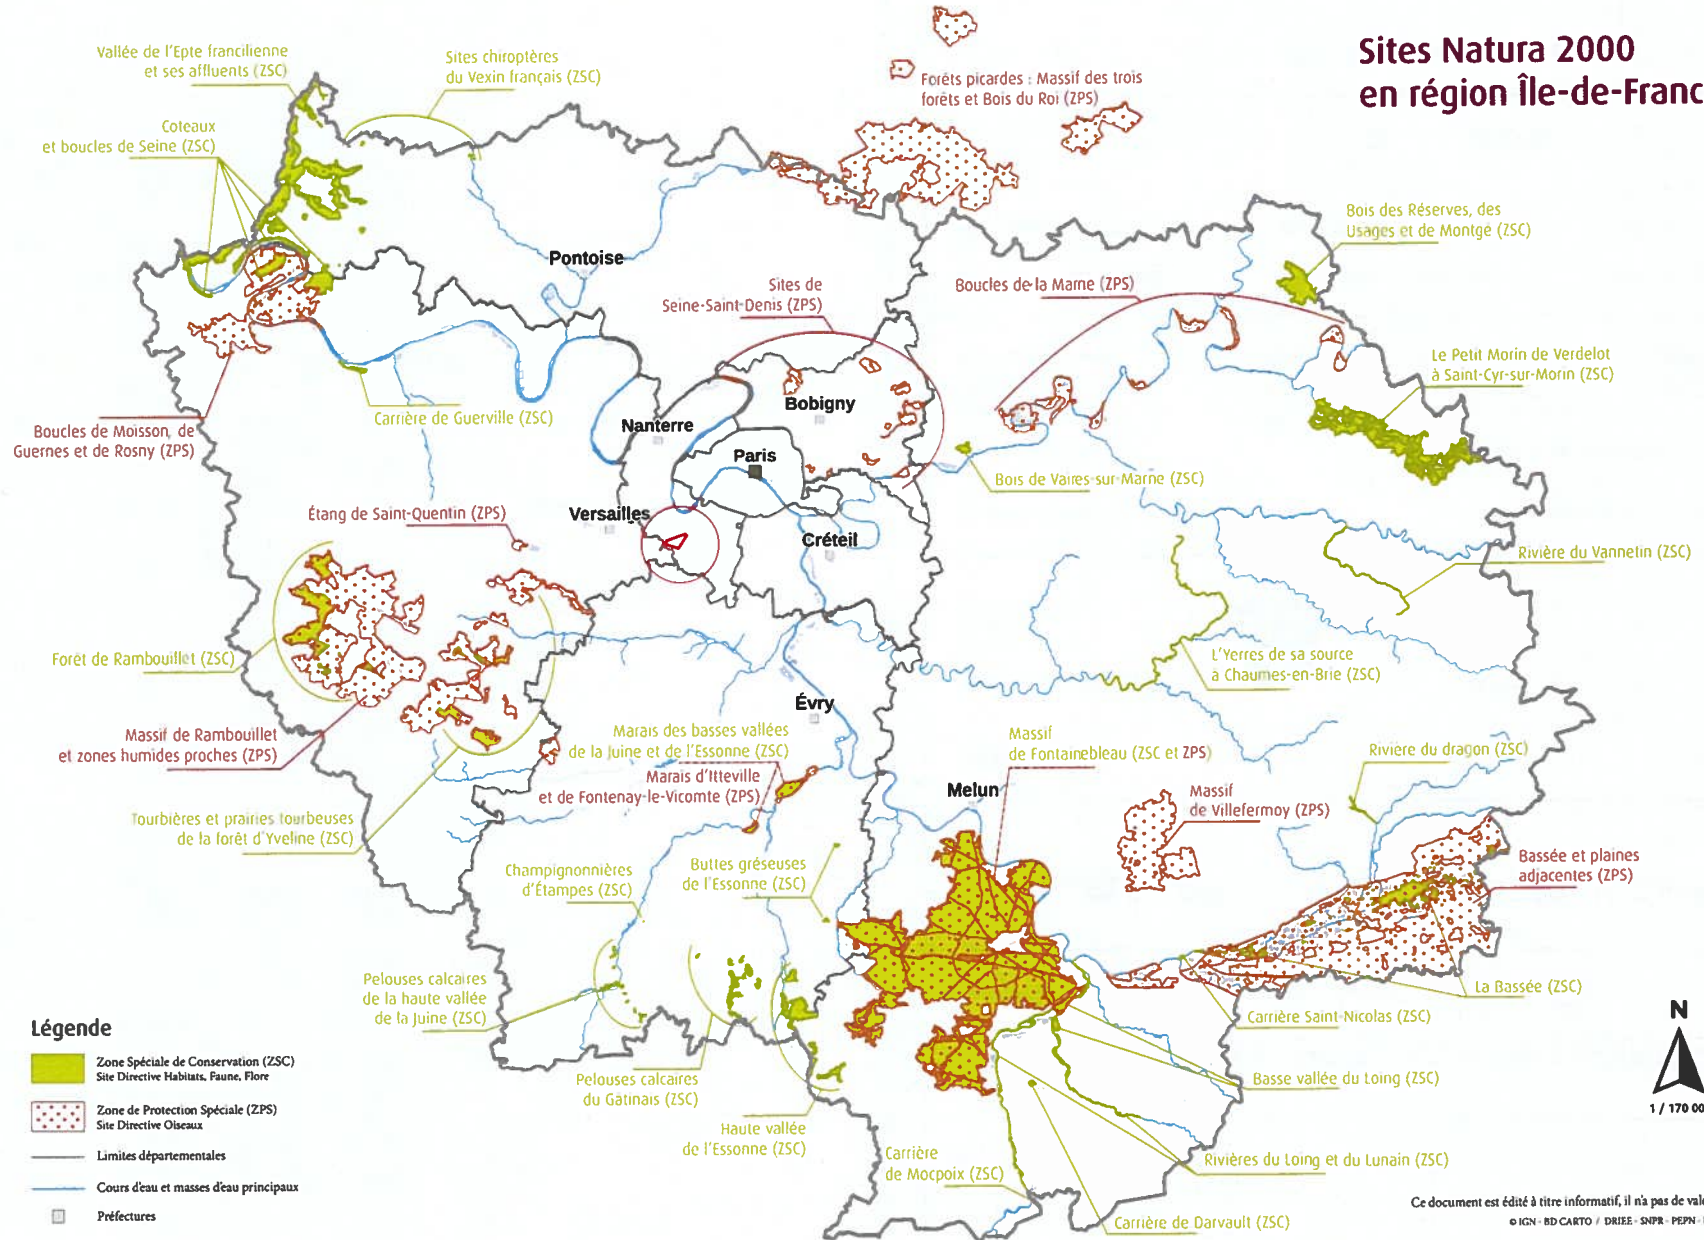 Sites Natura 2000
en région Île-de-Franc
Vallée de l'Epte francilienne
et ses affluents (ZSC)
Sites chiroptères
du Vexin français (ZSC)
Forêts picardes : Massif des trois
forêts et Bois du Roi (ZPS)
Coteaux
et boucles de Seine (ZSC)
Bois des Réserves, des
Usages et de Montgé (ZSC)
Pontoise
Sites de
Seine-Saint-Denis (ZPS)
Boucles de la Marne (ZPS)
Le Petit Morin de Verdelot
à Saint-Cyr-sur-Morin (ZSC)
Carrière de Guerville (ZSC)
Nanterre
Bobigny
Boucles de Moisson, de
Guernes et de Rosny (ZPS)
Paris
Bois de Vaires-sur-Marne (ZSC)
Étang de Saint-Quentin (ZPS)
Versailles
Créteil
Rivière du Vannetin (ZSC)
Forêt de Rambouillet (ZSC)
L'Yerres de sa source
à Chaumes-en-Brie (ZSC)
Évry
Massif de Rambouillet
et zones humides proches (ZPS)
Marais des basses vallées
de la Juine et de l'Essonne (ZSC)
Marais d'Itteville
et de Fontenay-le-Vicomte (ZPS)
Massif
de Fontainebleau (ZSC et ZPS)
Rivière du dragon (ZSC)
Melun
Massif
de Villefermoy (ZPS)
Tourbières et prairies tourbeuses
de la forêt d'Yveline (ZSC)
Champignonnières
d'Étampes (ZSC)
Buttes gréseuses
de l'Essonne (ZSC)
Bassée et plaines
adjacentes (ZPS)
Pelouses calcaires
de la haute vallée
de la Juine (ZSC)
La Bassée (ZSC)
Carrière Saint-Nicolas (ZSC)
Pelouses calcaires
du Gâtinais (ZSC)
Basse vallée du Loing (ZSC)
Haute vallée
de l'Essonne (ZSC)
Carrière
de Mocpoix (ZSC)
Rivières du Loing et du Lunain (ZSC)
Carrière de Darvault (ZSC)
Légende
Zone Spéciale de Conservation (ZSC)
Site Directive Habitats, Faune, Flore
Zone de Protection Spéciale (ZPS)
Site Directive Oiseaux
Limites départementales
Cours d'eau et masses d'eau principaux
Préfectures
N
1 / 170 00
Ce document est édité à titre informatif, il n'a pas de val
© IGN - BD CARTO / DRIEE - SNPR - PEPN -